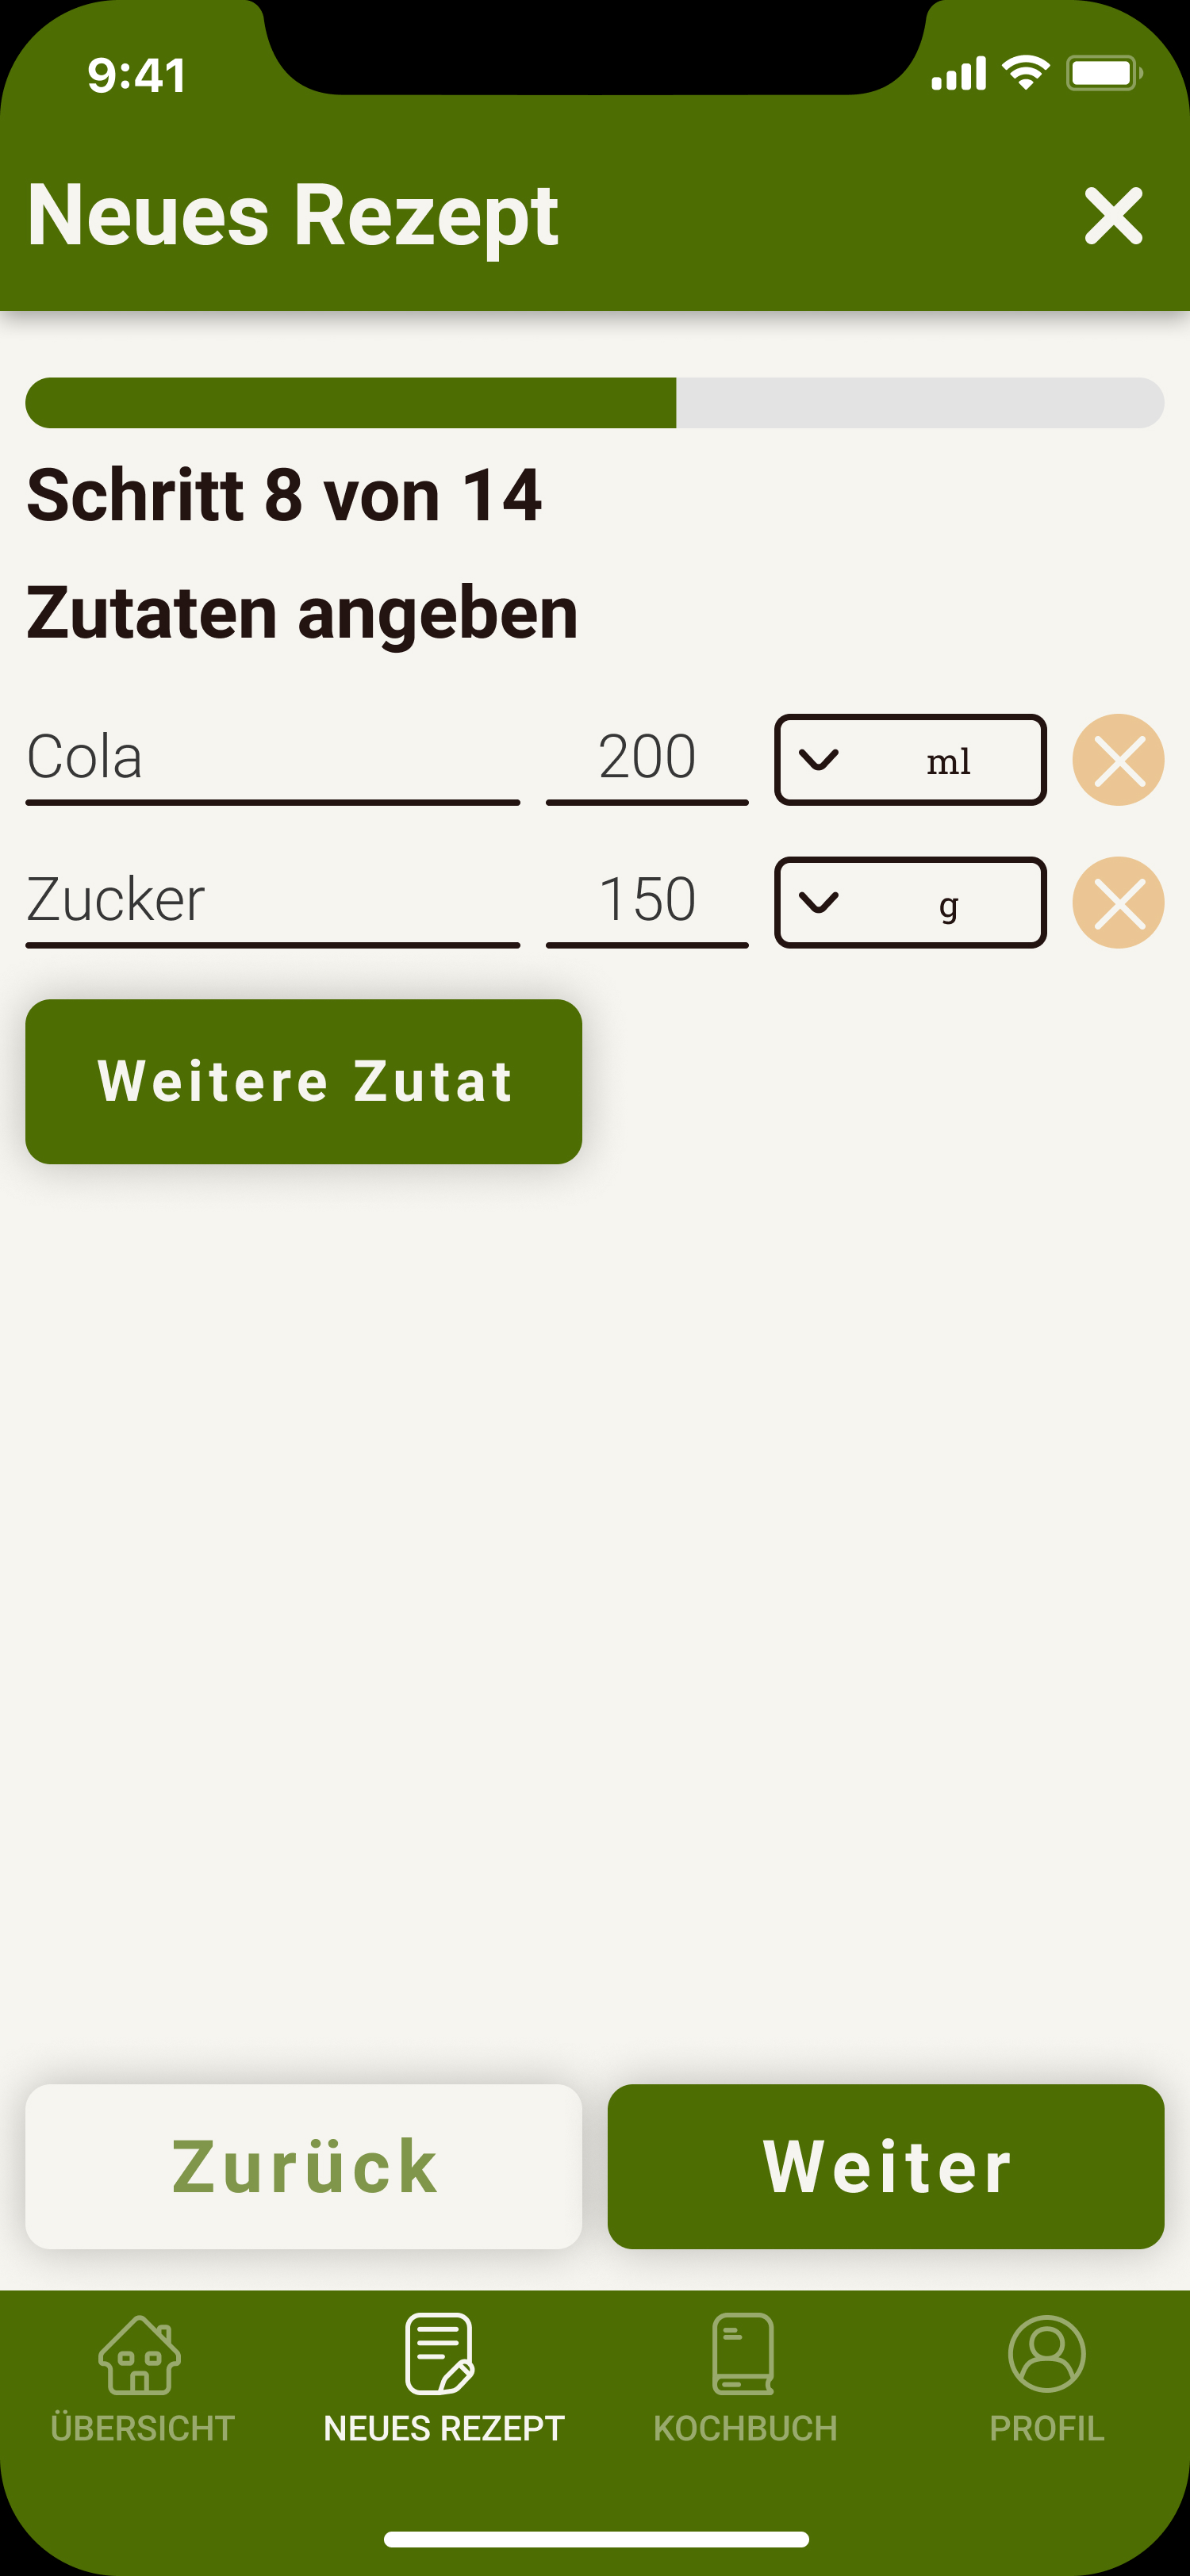 9:41
Neues Rezept
Schritt 8 von 14
Zutaten angeben
Cola 200 ml
Zucker 150 g
Weitere Zutat
Zurück Weiter
ÜBERSICHT NEUES REZEPT KOCHBUCH PROFIL